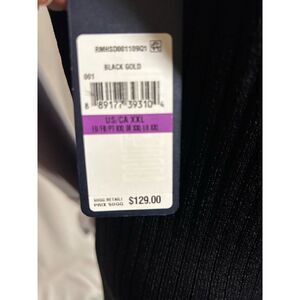 RMHSD001109Q1
BLACK GOLD
001
8 89177 39310 4
US/CA XXL
$129.00